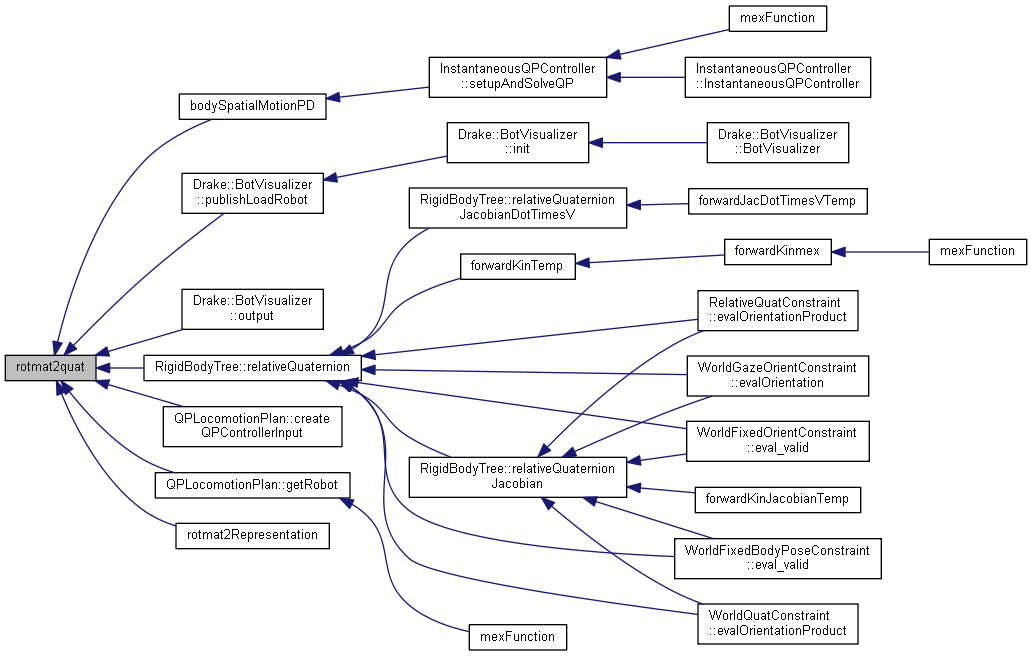 mexFunction
InstantaneousQPController
::setupAndSolveQP
InstantaneousQPController
::InstantaneousQPController
bodySpatialMotionPD
Drake::BotVisualizer
::init
Drake::BotVisualizer
::BotVisualizer
Drake::BotVisualizer
::publishLoadRobot
RigidBodyTree::relativeQuaternion
JacobianDotTimesV
forwardJacDotTimesVTemp
forwardKinTemp
forwardKinmex
mexFunction
Drake::BotVisualizer
::output
RelativeQuatConstraint
::evalOrientationProduct
rotmat2quat
RigidBodyTree::relativeQuaternion
WorldGazeOrientConstraint
::evalOrientation
QPLocomotionPlan::create
QPControllerInput
WorldFixedOrientConstraint
::eval_valid
RigidBodyTree::relativeQuaternion
Jacobian
QPLocomotionPlan::getRobot
forwardKinJacobianTemp
rotmat2Representation
WorldFixedBodyPoseConstraint
::eval_valid
WorldQuatConstraint
::evalOrientationProduct
mexFunction